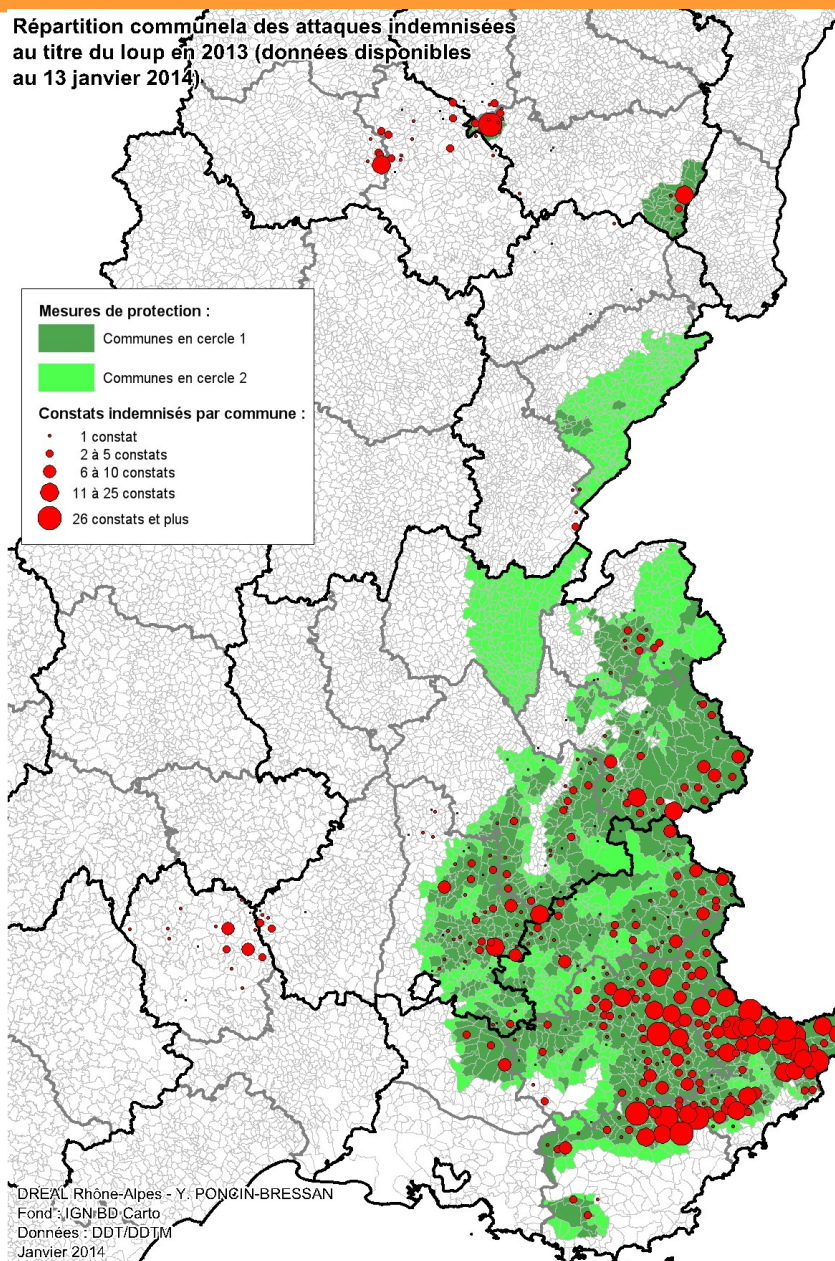 Répartition communela des attaques indemnisées
au titre du loup en 2013 (données disponibles
au 13 janvier 2014)
Mesures de protection :
Communes en cercle 1
Communes en cercle 2
Constats indemnisés par commune :
1 constat
2 à 5 constats
6 à 10 constats
11 à 25 constats
26 constats et plus
DREAL Rhône-Alpes - Y. PONCIN-BRESSAN
Fond : IGN BD Carto
Données : DDT/DDTM
Janvier 2014